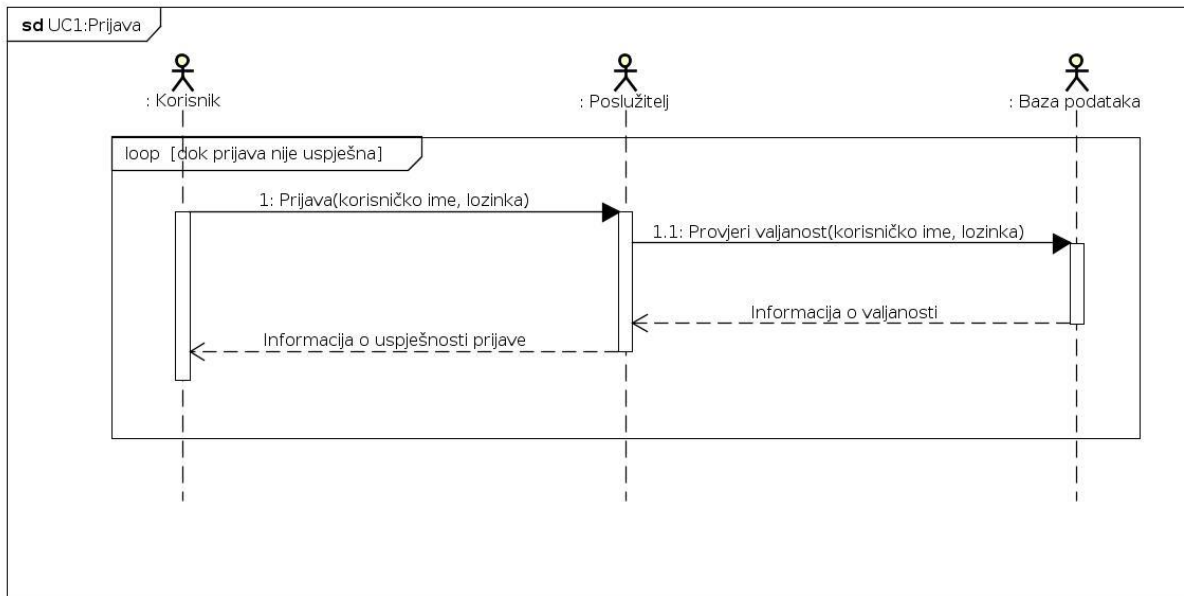 sd UC1:Prijava
: Korisnik
: Poslužitelj
: Baza podataka
loop [dok prijava nije uspješna]
1: Prijava(korisničko ime, lozinka)
1.1: Provjeri valjanost(korisničko ime, lozinka)
Informacija o valjanosti
Informacija o uspješnosti prijave